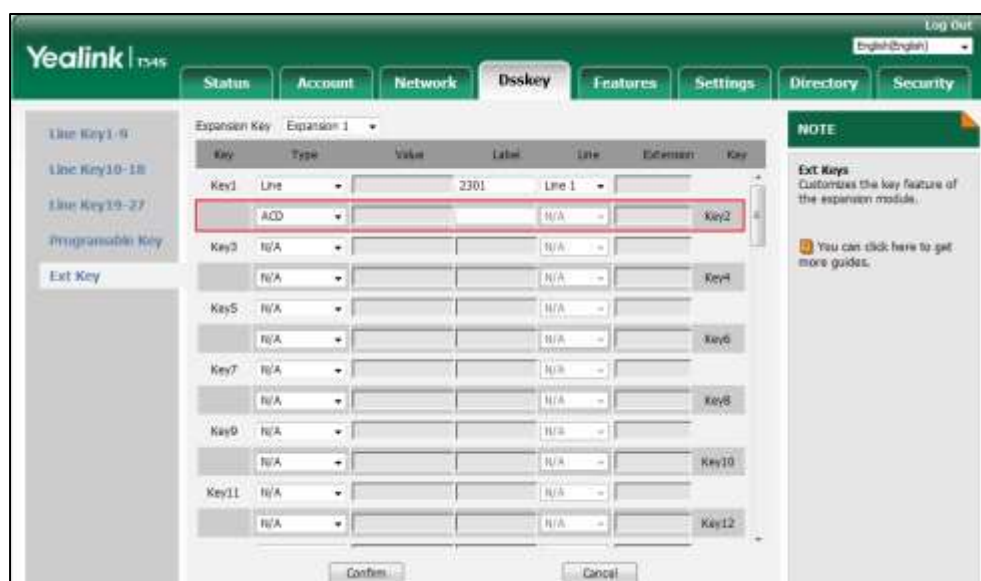 Log Out
English(English)
Yealink T54S
Status Account Network Dsskey Features Settings Directory Security
Line Key1-9
Line Key10-18
Line Key19-27
Programable Key
Ext Key
Expansion Key Expansion 1
Key Type Value Label Line Extension Key
Key1 Line 2301 Line 1
ACD N/A Key2
Key3 N/A N/A
N/A N/A Key4
Key5 N/A N/A
N/A N/A Key6
Key7 N/A N/A
N/A N/A Key8
Key9 N/A N/A
N/A N/A Key10
Key11 N/A N/A
N/A N/A Key12
Confirm Cancel
NOTE
Ext Keys
Customizes the key feature of
the expansion module.
You can click here to get
more guides.